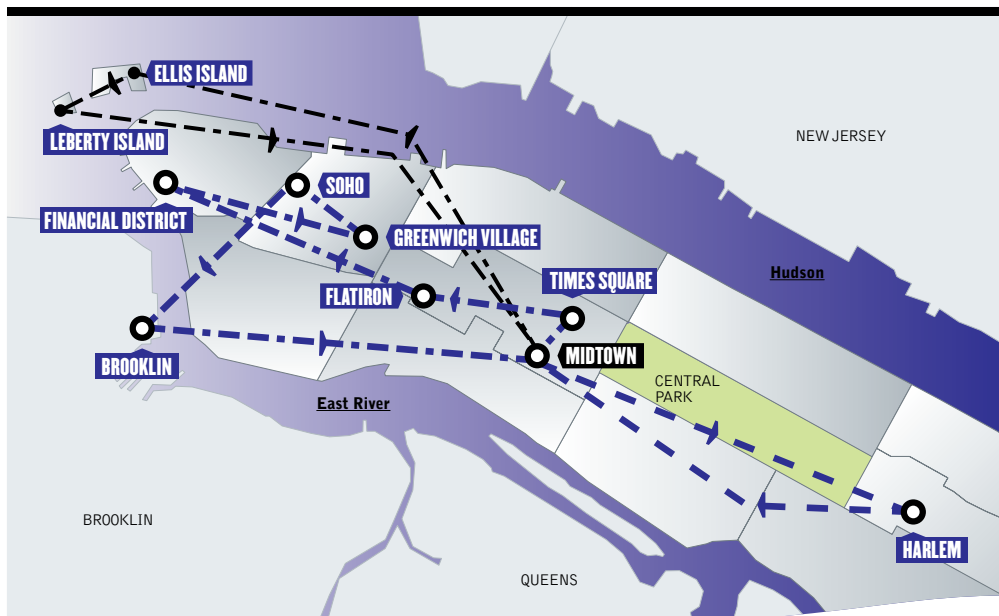 ELLIS ISLAND
LEBERTY ISLAND
NEW JERSEY
SOHO
FINANCIAL DISTRICT
GREENWICH VILLAGE
Hudson
TIMES SQUARE
FLATIRON
MIDTOWN
BROOKLIN
CENTRAL
PARK
East River
BROOKLIN
HARLEM
QUEENS